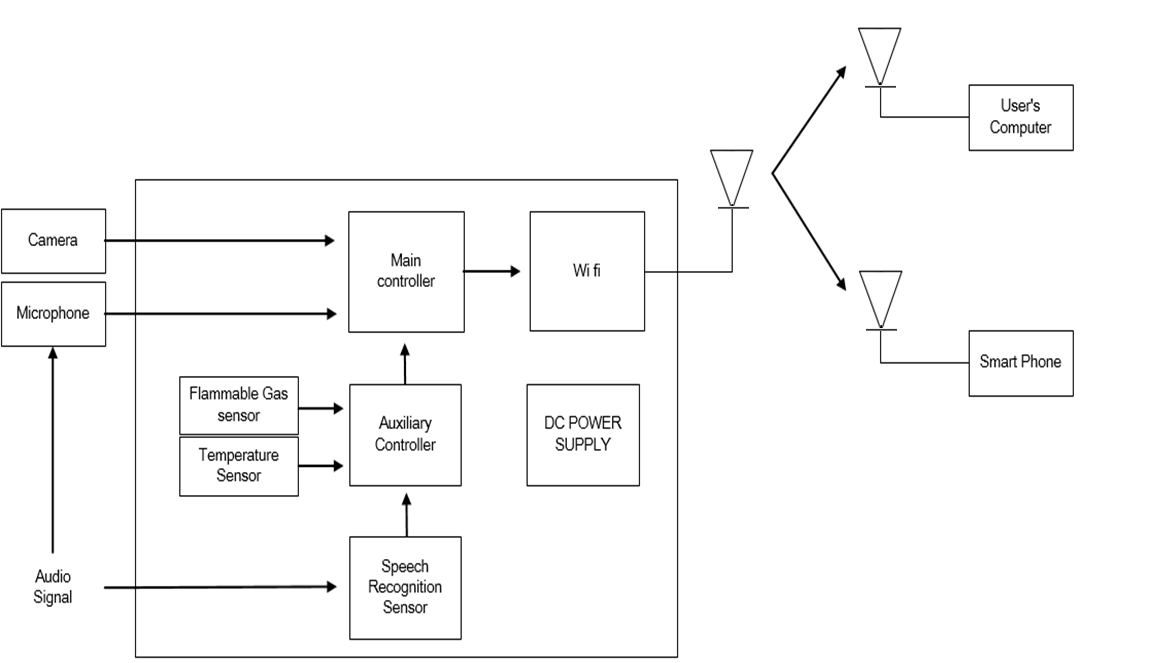 User's
Computer
Camera
Main
controller
Wi fi
Microphone
Smart Phone
Flammable Gas
sensor
Auxiliary
Controller
DC POWER
SUPPLY
Temperature
Sensor
Speech
Recognition
Sensor
Audio
Signal